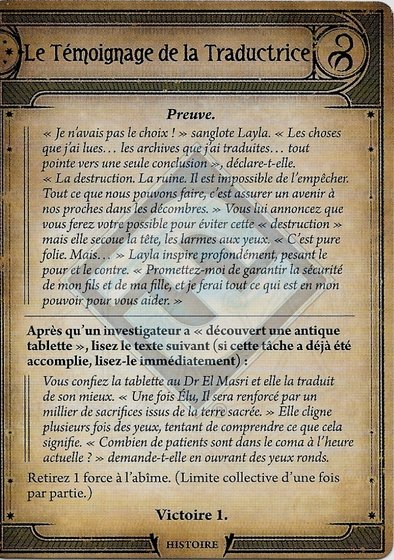 Le Témoignage de la Traductrice
Preuve.
« Je n'avais pas le choix ! » sanglote Layla. « Les choses
que j'ai lues… les archives que j'ai traduites… tout
pointe vers une seule conclusion », déclare-t-elle.
« La destruction. La ruine. Il est impossible de l'empêcher.
Tout ce que nous pouvons faire, c'est assurer un avenir à
nos proches dans les décombres. » Vous lui annoncez que
vous ferez votre possible pour éviter cette « destruction »
mais elle secoue la tête, les larmes aux yeux. « C'est pure
folie. Mais… » Layla inspire profondément, pesant le
pour et le contre. « Promettez-moi de garantir la sécurité
de mon fils et de ma famille, et je ferai tout ce qui est en mon
pouvoir pour vous aider. »
Après qu'un investigateur a « découvert une antique
tablette », lisez le texte suivant (si cette tâche a déjà été
accomplie, lisez-le immédiatement) :
Vous confiez la tablette au Dr El Masri et elle la traduit
de son mieux. « Une fois Élu, Il sera renforcé par un
millier de sacrifices issus de la terre sacrée. » Elle cligne
plusieurs fois des yeux, tentant de comprendre ce que cela
signifie. « Combien de patients sont dans le coma à l'heure
actuelle ? » demande-t-elle en ouvrant des yeux ronds.
Retirez 1 force à l'abîme. (Limite collective d'une fois
par partie.)
Victoire 1.
HISTOIRE